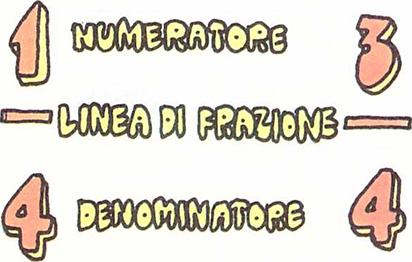 1 NUMERATORE 3
— LINEA DI FRAZIONE —
4 DENOMINATORE 4